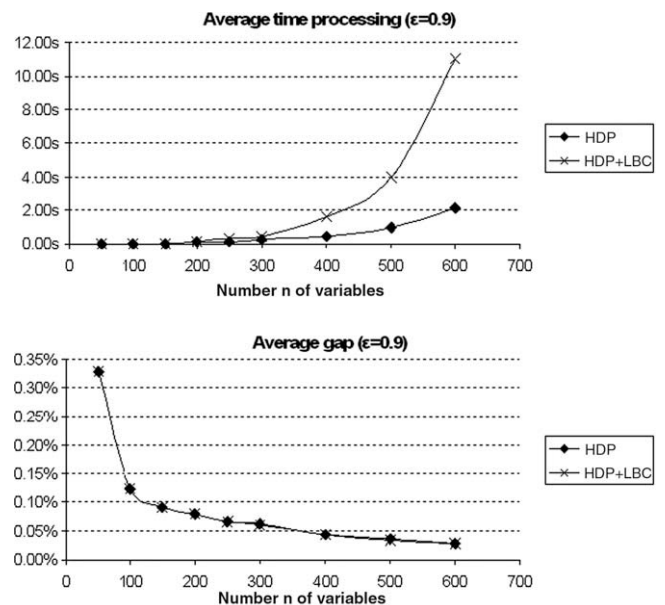 Average time processing (ε=0.9)
12.00s
10.00s
8.00s
6.00s
4.00s
2.00s
0.00s
0 100 200 300 400 500 600 700
Number n of variables
HDP
HDP+LBC
Average gap (ε=0.9)
0.35%
0.30%
0.25%
0.20%
0.15%
0.10%
0.05%
0.00%
0 100 200 300 400 500 600 700
Number n of variables
HDP
HDP+LBC